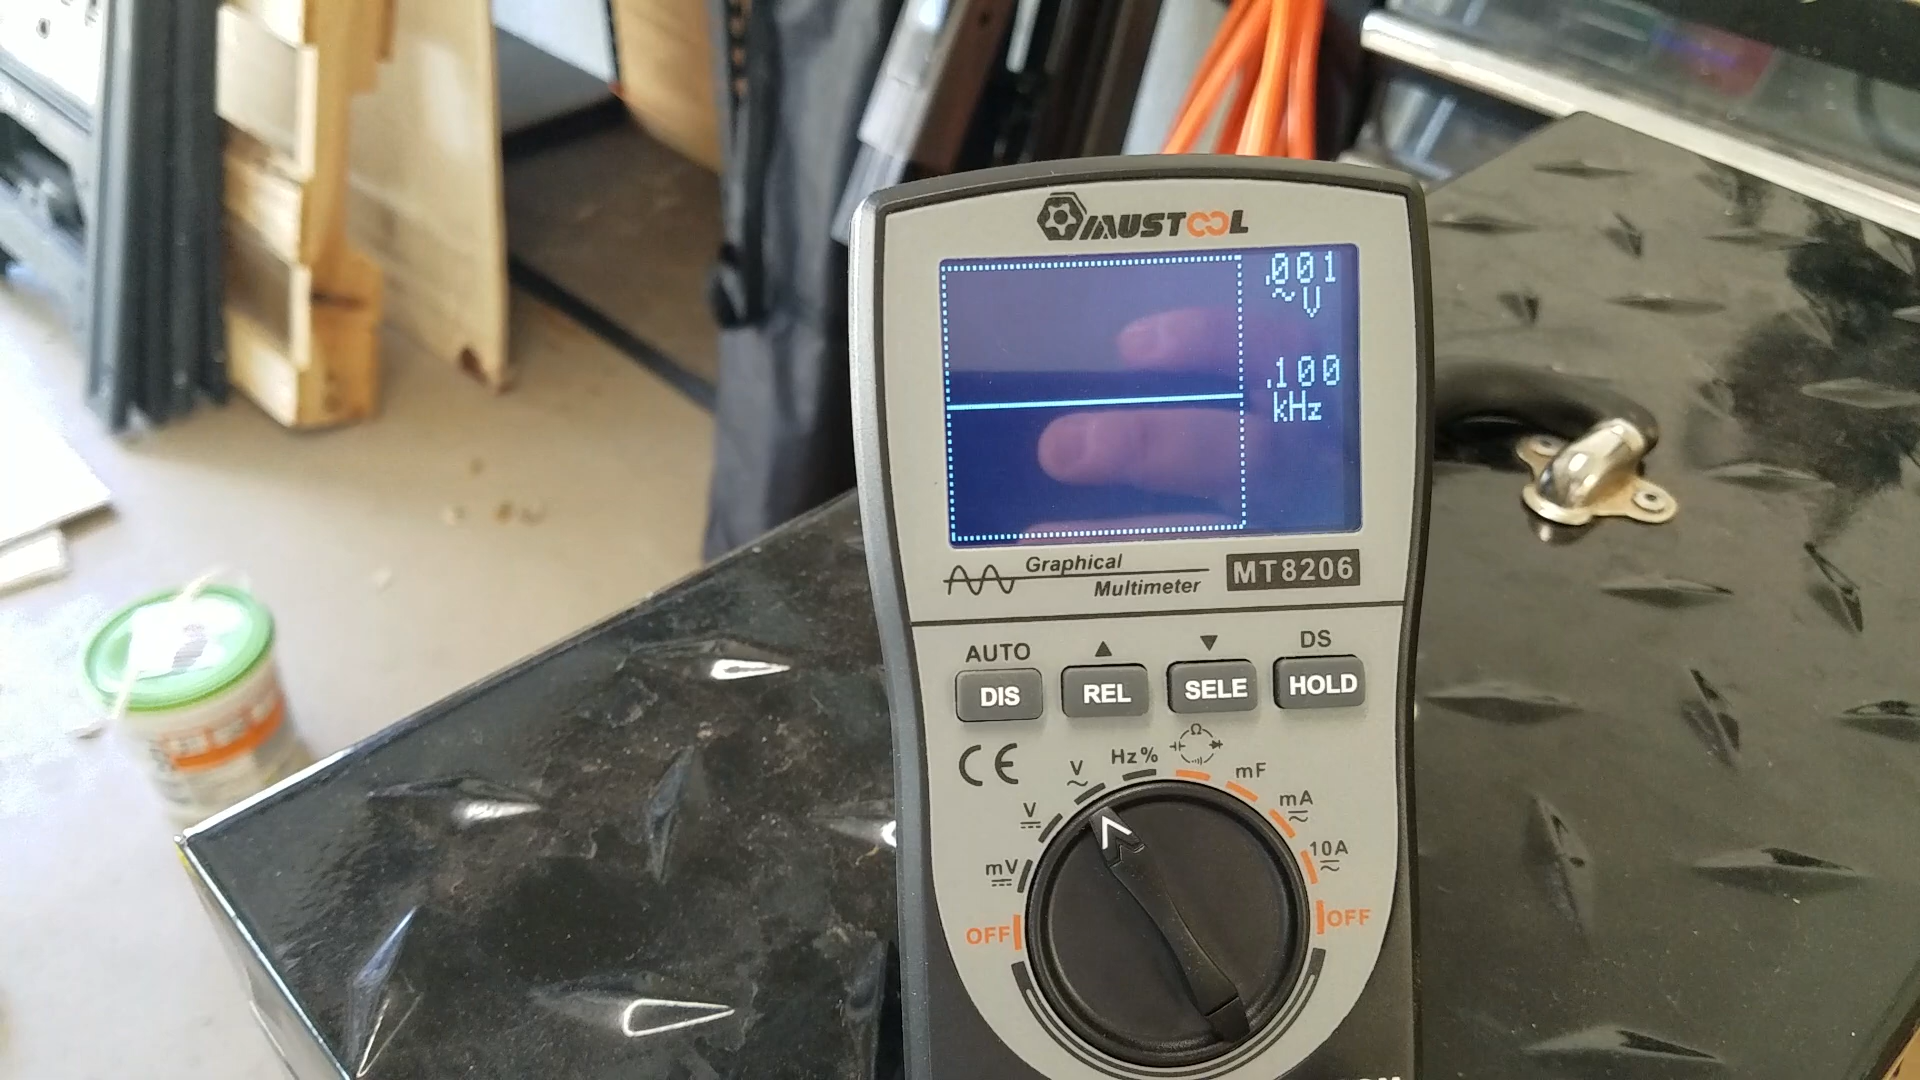 MUSTOOL
.001
~ V
.100
kHz
Graphical
Multimeter
MT8206
AUTO ▲ ▼ DS
DIS REL SELE HOLD
CE
Hz%
Ω
V
~
mF
V
mA
mV
10A
OFF
OFF